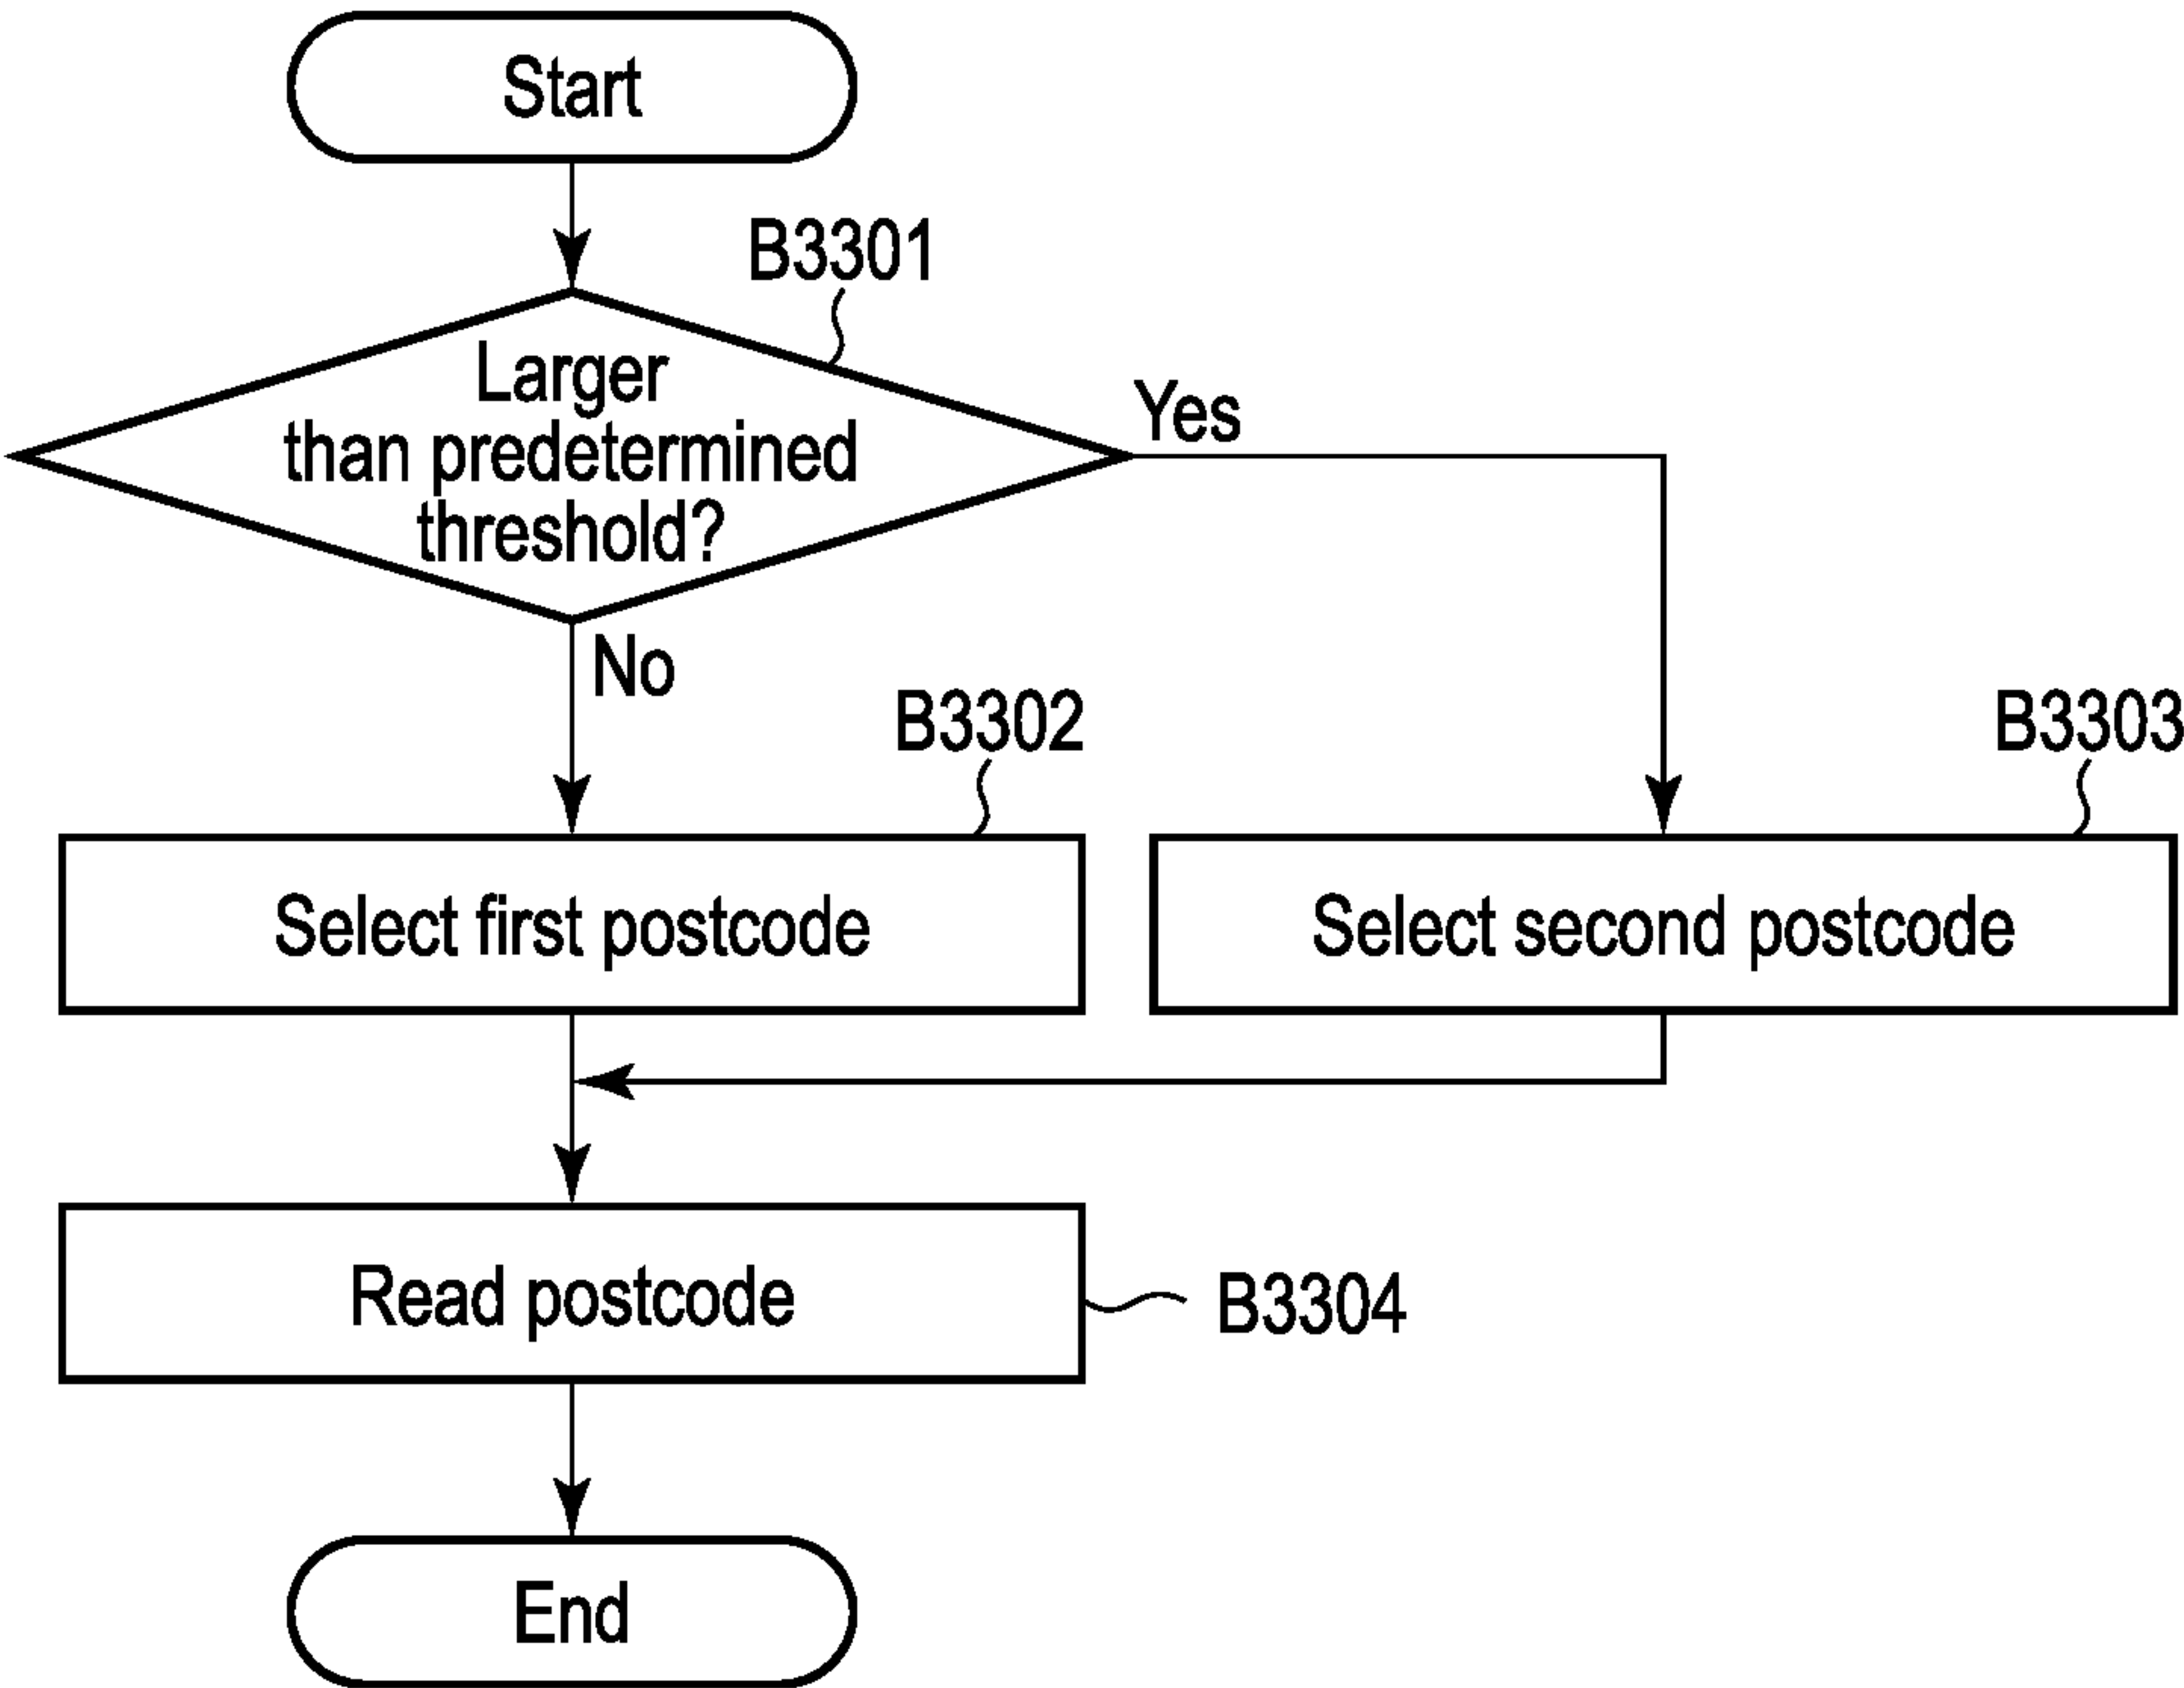 Start
B3301
Larger
than predetermined
threshold?
Yes
No
B3302
B3303
Select first postcode
Select second postcode
Read postcode
B3304
End